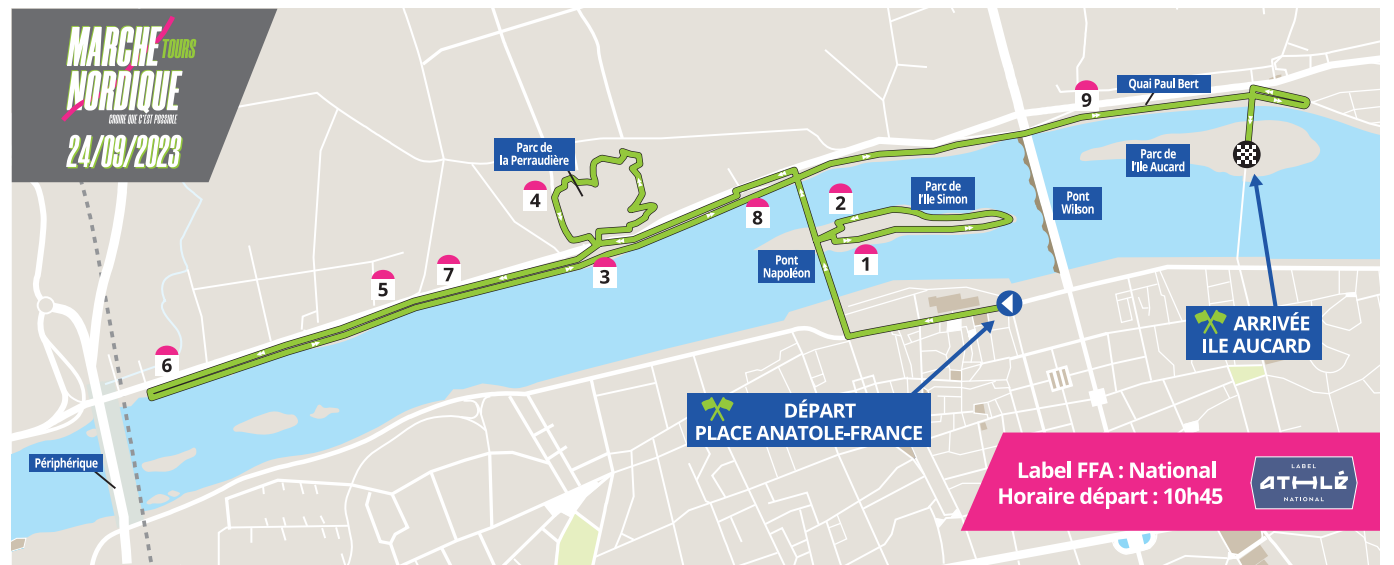 MARCHE TOURS
NORDIQUE
CROIRE QUE C'EST POSSIBLE
24/09/2023
Parc de
la Perraudière
4
5
7
6
3
8
2
1
Parc de
l'Ile Simon
Pont
Napoléon
9
Quai Paul Bert
Parc de
l'Ile Aucard
Pont
Wilson
ARRIVÉE
ILE AUCARD
DÉPART
PLACE ANATOLE-FRANCE
Périphérique
Label FFA : National
Horaire départ : 10h45
LABEL
ATHLÉ
NATIONAL